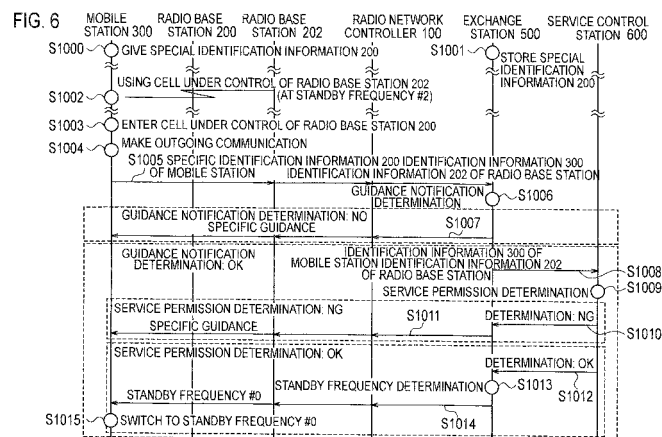 FIG. 6
MOBILE STATION 300
RADIO BASE STATION 200
RADIO BASE STATION 202
RADIO NETWORK CONTROLLER 100
EXCHANGE STATION 500
SERVICE CONTROL STATION 600
S1000
GIVE SPECIAL IDENTIFICATION INFORMATION 200
S1001
STORE SPECIAL
IDENTIFICATION
INFORMATION 200
USING CELL UNDER CONTROL OF RADIO BASE STATION 202
(AT STANDBY FREQUENCY #2)
S1002
S1003
ENTER CELL UNDER CONTROL OF RADIO BASE STATION 200
S1004
MAKE OUTGOING COMMUNICATION
S1005 SPECIFIC IDENTIFICATION INFORMATION 200 IDENTIFICATION INFORMATION 300
OF MOBILE STATION IDENTIFICATION INFORMATION 202 OF RADIO BASE STATION
GUIDANCE NOTIFICATION
DETERMINATION
S1006
GUIDANCE NOTIFICATION DETERMINATION: NO
SPECIFIC GUIDANCE
S1007
GUIDANCE NOTIFICATION
DETERMINATION: OK
IDENTIFICATION INFORMATION 300 OF
MOBILE STATION IDENTIFICATION INFORMATION 202
OF RADIO BASE STATION
S1008
S1009
SERVICE PERMISSION DETERMINATION
SERVICE PERMISSION DETERMINATION: NG
S1011
DETERMINATION: NG
SPECIFIC GUIDANCE
S1010
SERVICE PERMISSION DETERMINATION: OK
DETERMINATION: OK
STANDBY FREQUENCY DETERMINATION
S1013
S1012
STANDBY FREQUENCY #0
S1014
S1015
SWITCH TO STANDBY FREQUENCY #0